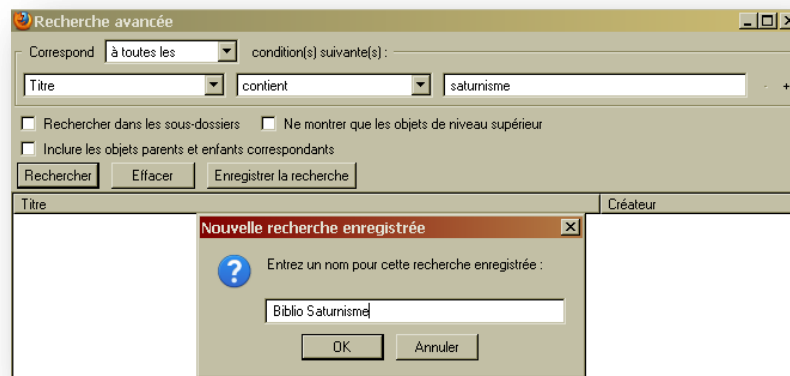 Recherche avancée
Correspond à toutes les condition(s) suivante(s) :
Titre contient saturnisme
Rechercher dans les sous-dossiers Ne montrer que les objets de niveau supérieur
Inclure les objets parents et enfants correspondants
Rechercher Effacer Enregistrer la recherche
Titre Créateur
Nouvelle recherche enregistrée
Entrez un nom pour cette recherche enregistrée :
Biblio Saturnisme
OK Annuler